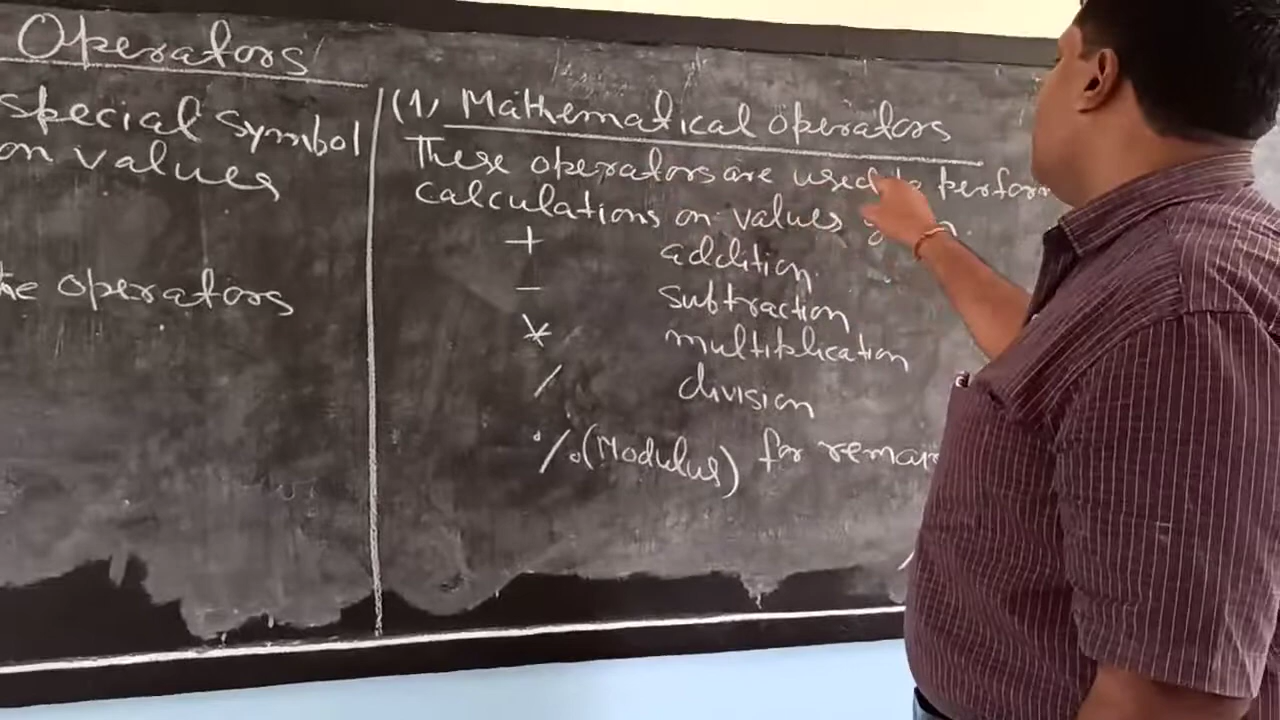 Operators
special symbol
on values
the operators
(1) Mathematical operators
These operators are used to perform
calculations on values
+ addition
- subtraction
* multiplication
/ division
% (Modulus) for